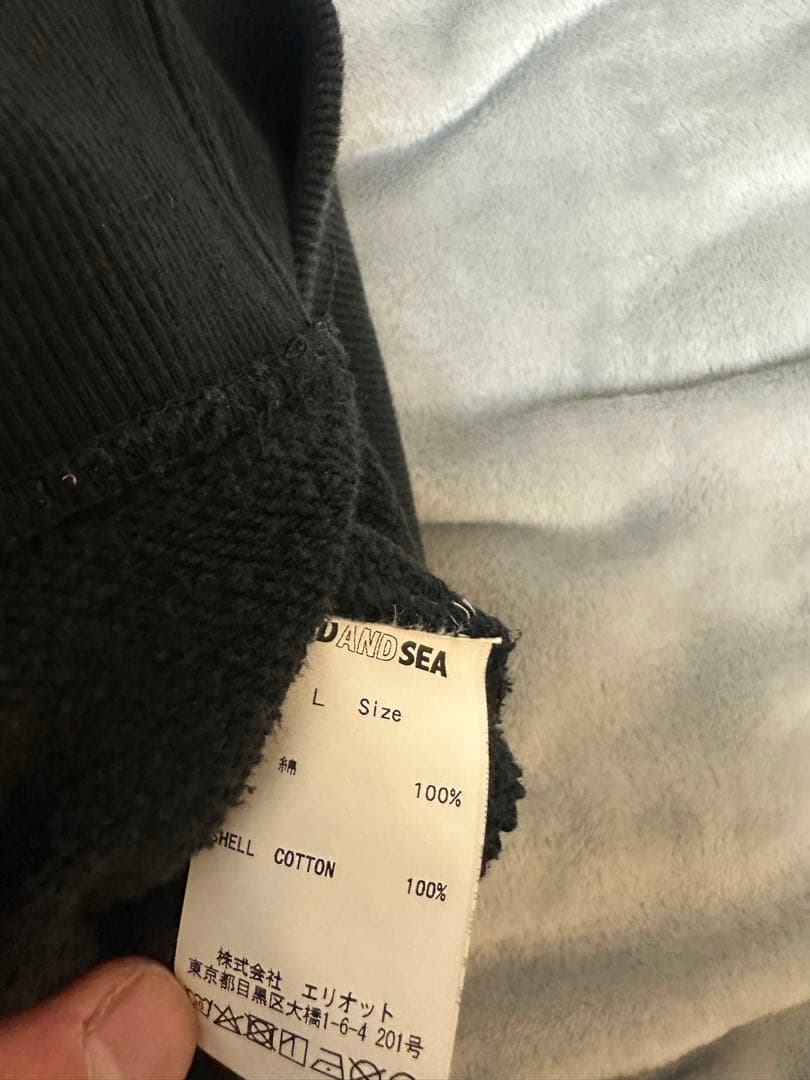 DANDSEA
L Size
綿 100%
SHELL COTTON 100%
株式会社 エリオット
東京都目黒区大橋1-6-4 201号